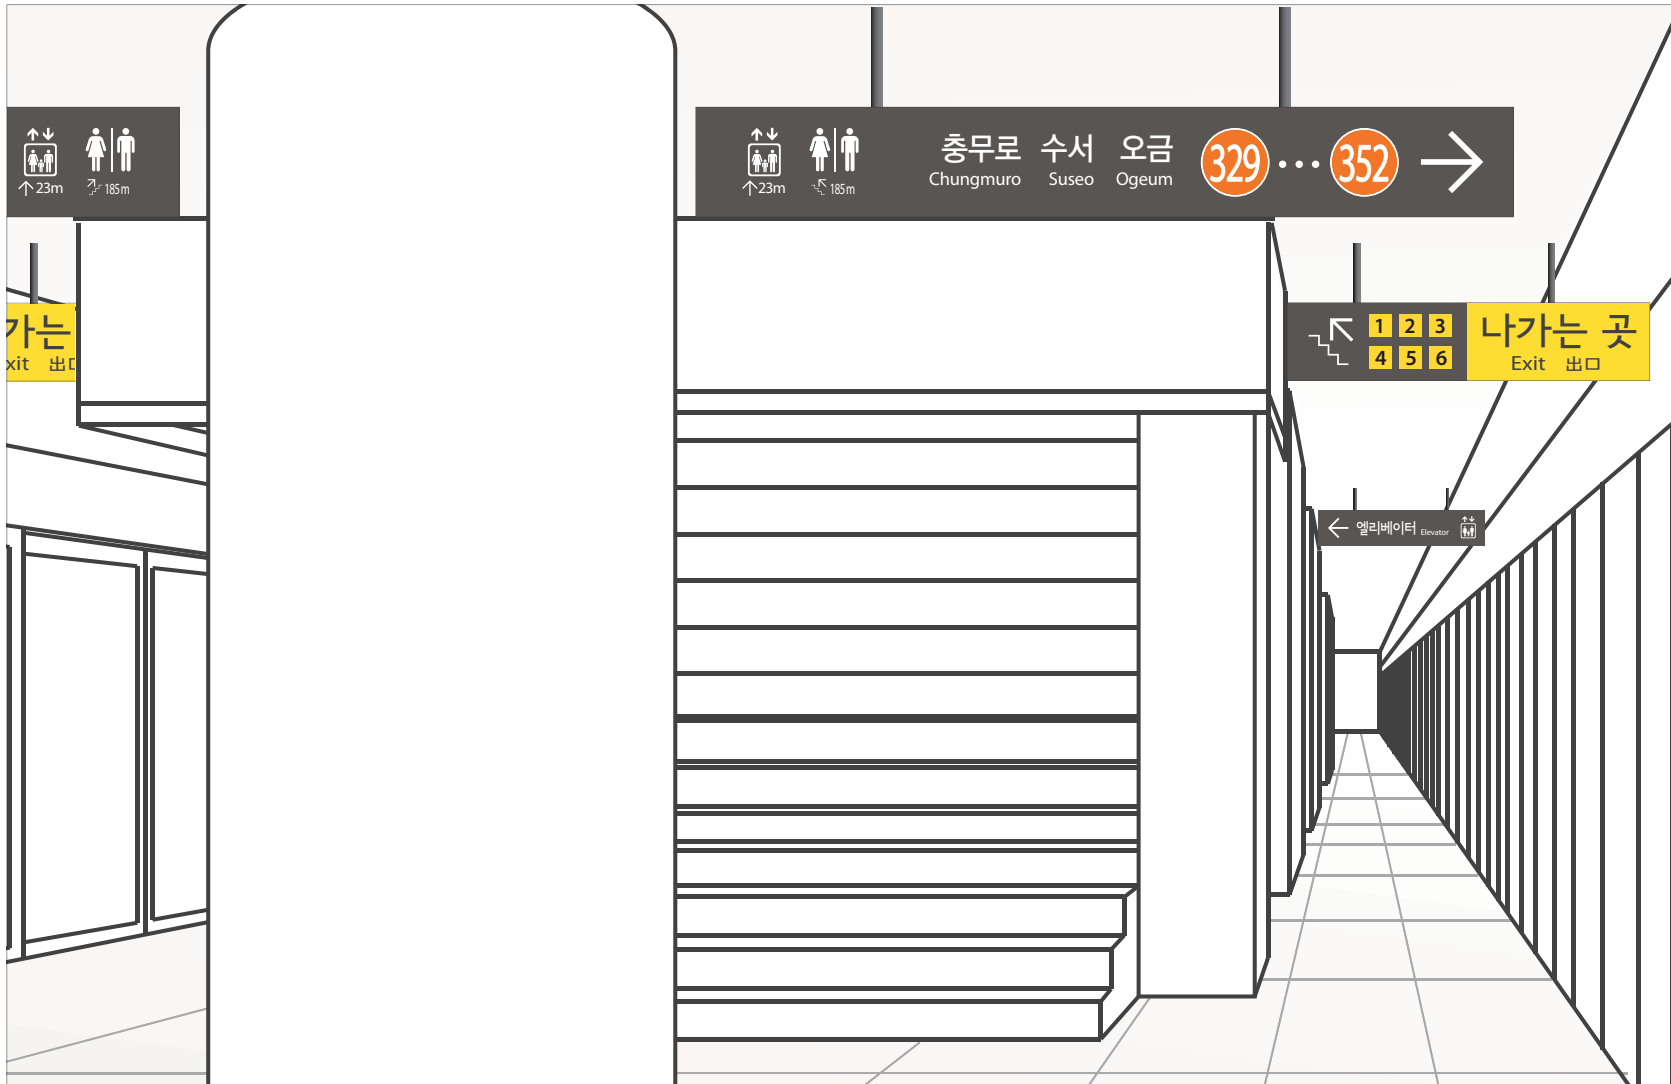 23m 185m
23m 185m
충무로 수서 오금 329 ... 352
Chungmuro Suseo Ogeum
가는
xit 出口
1 2 3
4 5 6
나가는 곳
Exit 出口
엘리베이터 Elevator